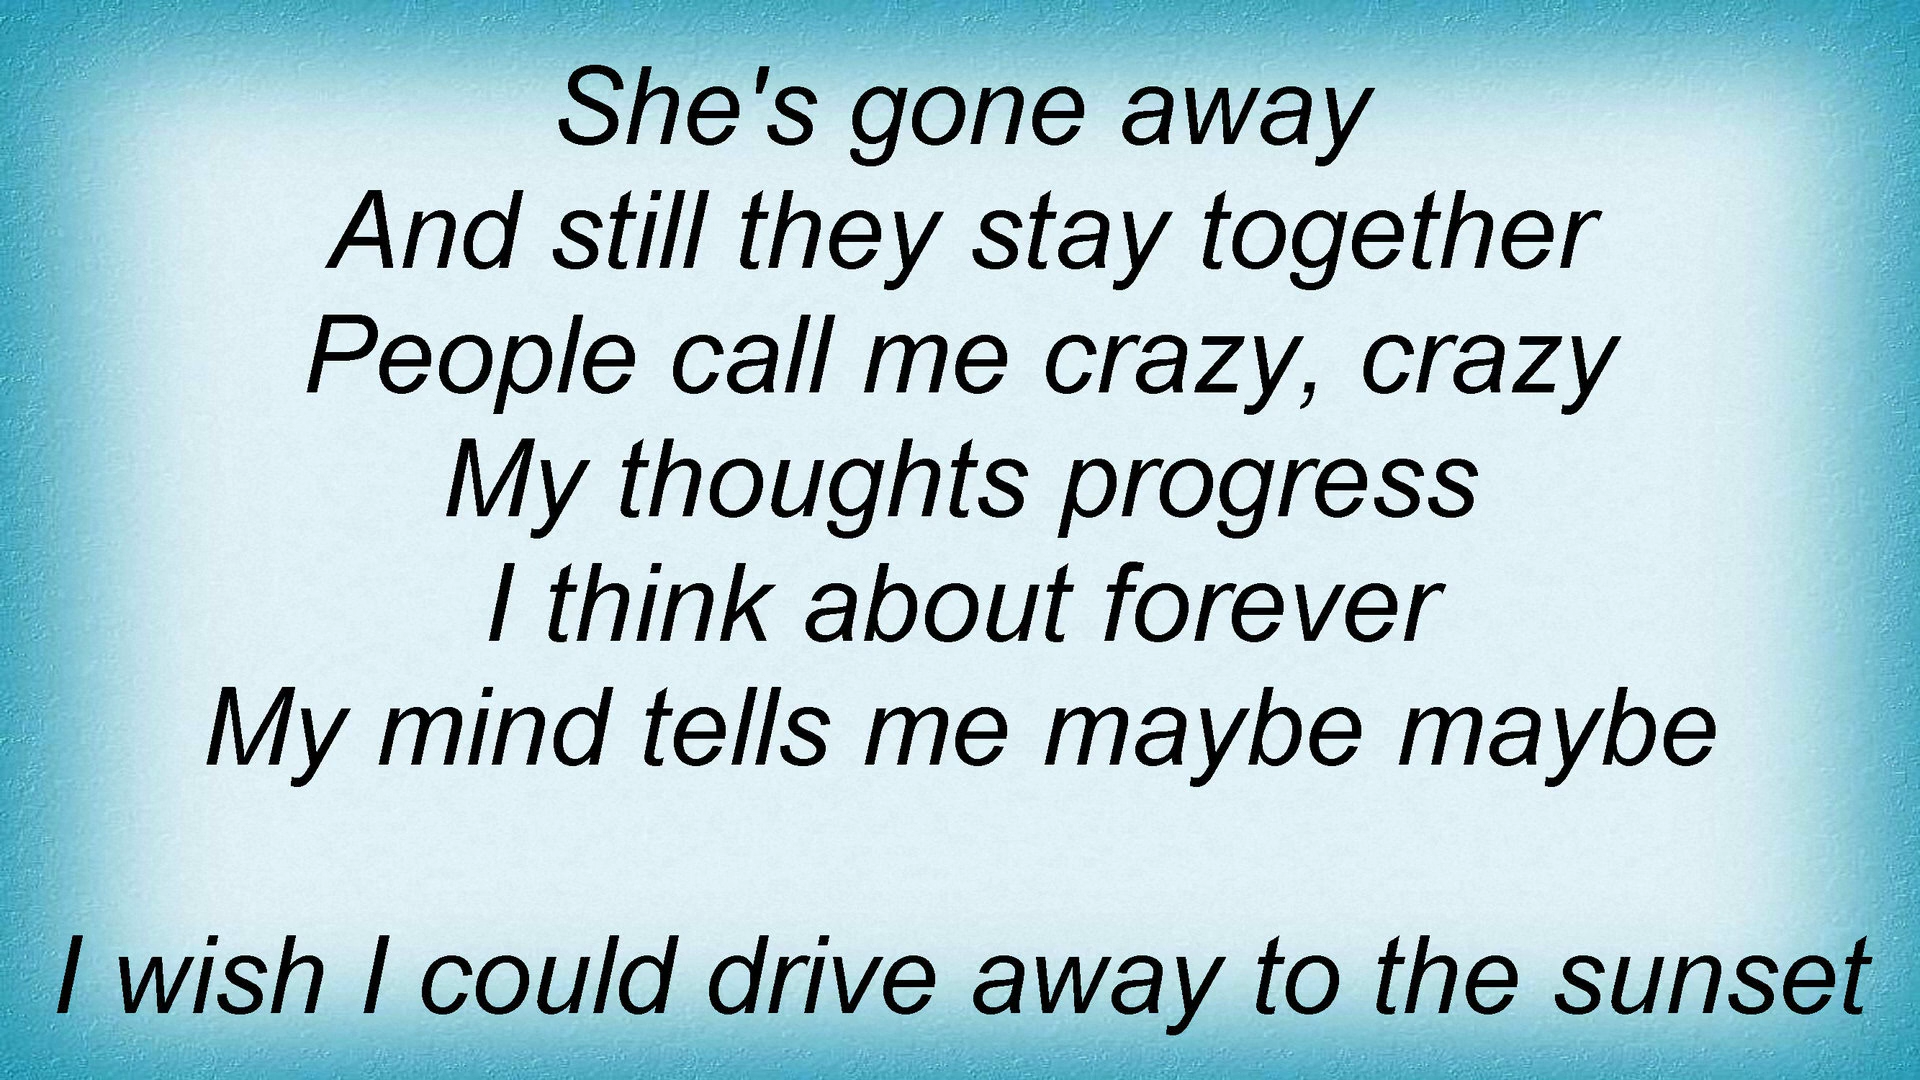 She's gone away
And still they stay together
People call me crazy, crazy
My thoughts progress
I think about forever
My mind tells me maybe maybe
I wish I could drive away to the sunset